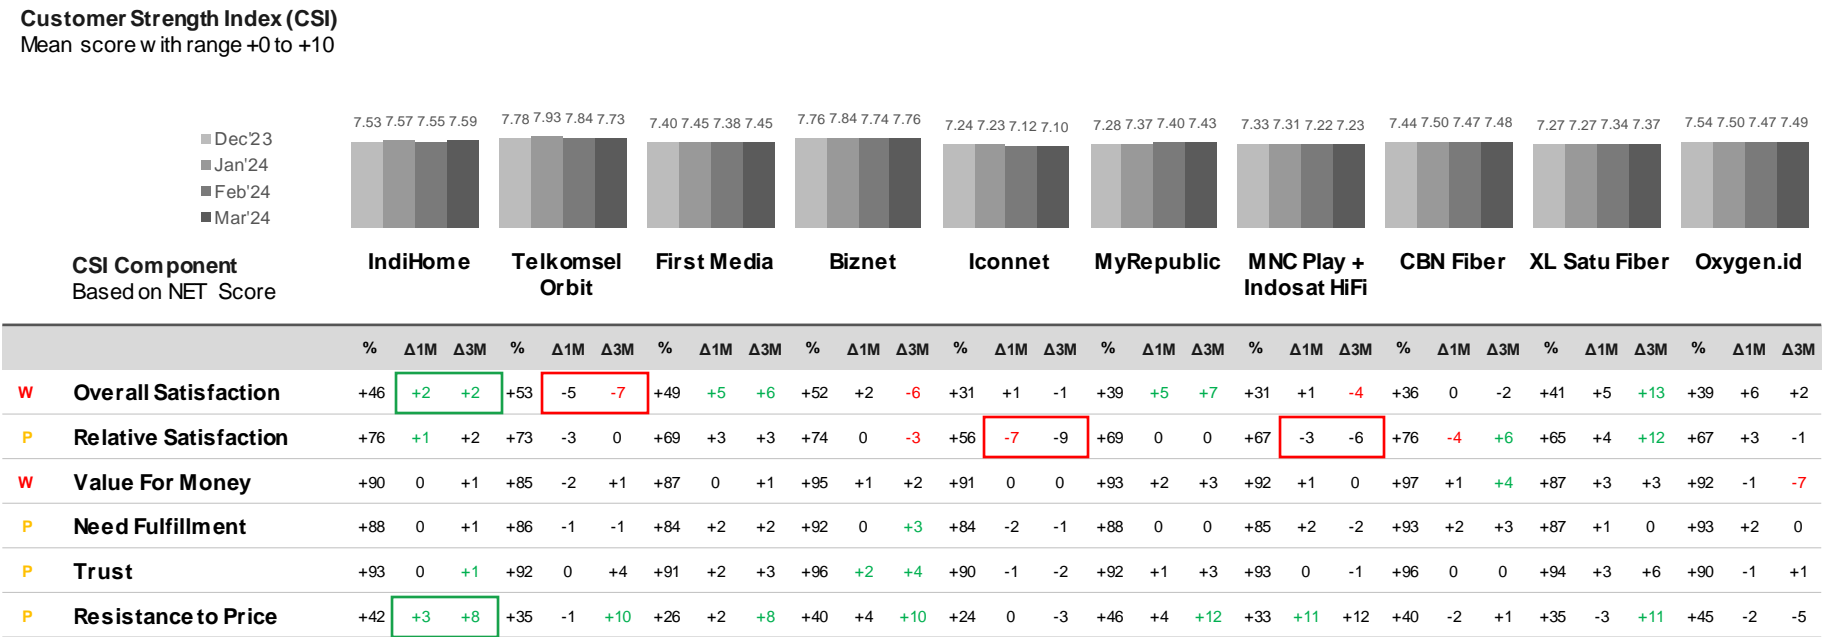 Customer Strength Index (CSI)
Mean score with range +0 to +10
7.53 7.57 7.55 7.59 7.78 7.93 7.84 7.73 7.40 7.45 7.38 7.45 7.76 7.84 7.74 7.76 7.24 7.23 7.12 7.10 7.28 7.37 7.40 7.43 7.33 7.31 7.22 7.23 7.44 7.50 7.47 7.48 7.27 7.27 7.34 7.37 7.54 7.50 7.47 7.49
Dec'23
Jan'24
Feb'24
Mar'24
CSI Component
Based on NET Score
IndiHome
Telkomsel
Orbit
First Media
Biznet
Iconnet
MyRepublic
MNC Play +
Indosat HiFi
CBN Fiber
XL Satu Fiber
Oxygen.id
% Δ1M Δ3M % Δ1M Δ3M % Δ1M Δ3M % Δ1M Δ3M % Δ1M Δ3M % Δ1M Δ3M % Δ1M Δ3M % Δ1M Δ3M % Δ1M Δ3M % Δ1M Δ3M
W Overall Satisfaction +46 +2 +2 +53 -5 -7 +49 +5 +6 +52 +2 -6 +31 +1 -1 +39 +5 +7 +31 +1 -4 +36 0 -2 +41 +5 +13 +39 +6 +2
P Relative Satisfaction +76 +1 +2 +73 -3 0 +69 +3 +3 +74 0 -3 +56 -7 -9 +69 0 0 +67 -3 -6 +76 -4 +6 +65 +4 +12 +67 +3 -1
W Value For Money +90 0 +1 +85 -2 +1 +87 0 +1 +95 +1 +2 +91 0 0 +93 +2 +3 +92 +1 0 +97 +1 +4 +87 +3 +3 +92 -1 -7
P Need Fulfillment +88 0 +1 +86 -1 -1 +84 +2 +2 +92 0 +3 +84 -2 -1 +88 0 0 +85 +2 -2 +93 +2 +3 +87 +1 0 +93 +2 0
P Trust +93 0 +1 +92 0 +4 +91 +2 +3 +96 +2 +4 +90 -1 -2 +92 +1 +3 +93 0 -1 +96 0 0 +94 +3 +6 +90 -1 +1
P Resistance to Price +42 +3 +8 +35 -1 +10 +26 +2 +8 +40 +4 +10 +24 0 -3 +46 +4 +12 +33 +11 +12 +40 -2 +1 +35 -3 +11 +45 -2 -5